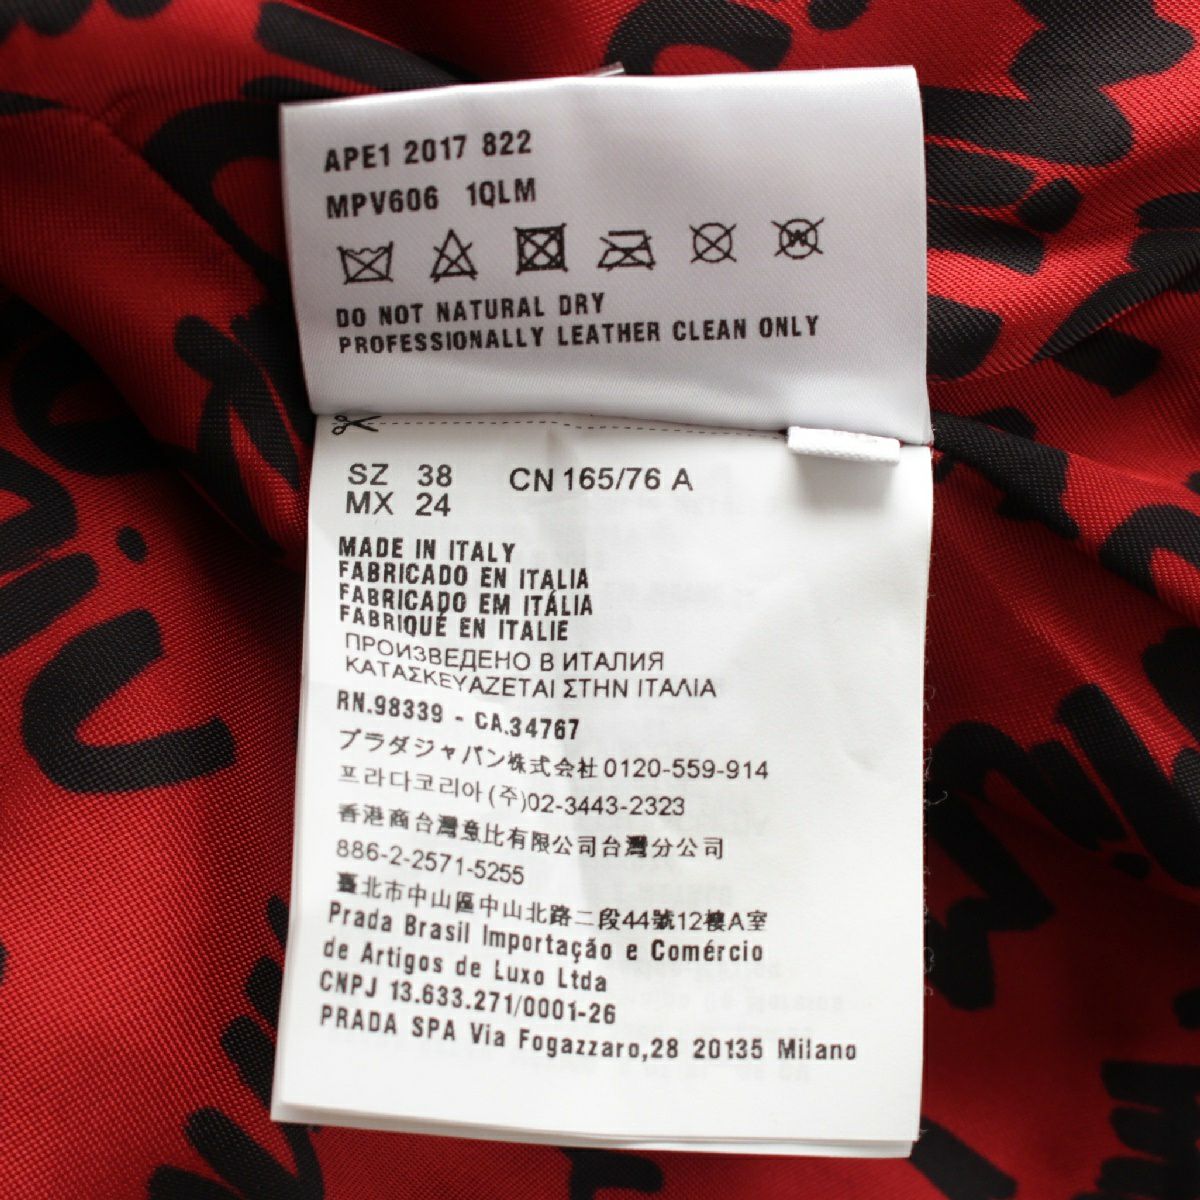 APE1 2017 822
MPV606 1QLM
DO NOT NATURAL DRY
PROFESSIONALLY LEATHER CLEAN ONLY
SZ 38 CN 165/76 A
MX 24
MADE IN ITALY
FABRICADO EN ITALIA
FABRICADO EM ITÁLIA
FABRIQUÉ EN ITALIE
ПРОИЗВЕДЕНО В ИТАЛИЯ
ΚΑΤΑΣΚΕΥΑΖΕΤΑΙ ΣΤΗΝ ΙΤΑΛΙΑ
RN.98339 - CA.34767
プラダジャパン株式会社0120-559-914
프라다코리아(주)02-3443-2323
香港商台灣意比有限公司台灣分公司
886-2-2571-5255
臺北市中山區中山北路二段44號12樓A室
Prada Brasil Importação e Comércio
de Artigos de Luxo Ltda
CNPJ 13.633.271/0001-26
PRADA SPA Via Fogazzaro,28 20135 Milano